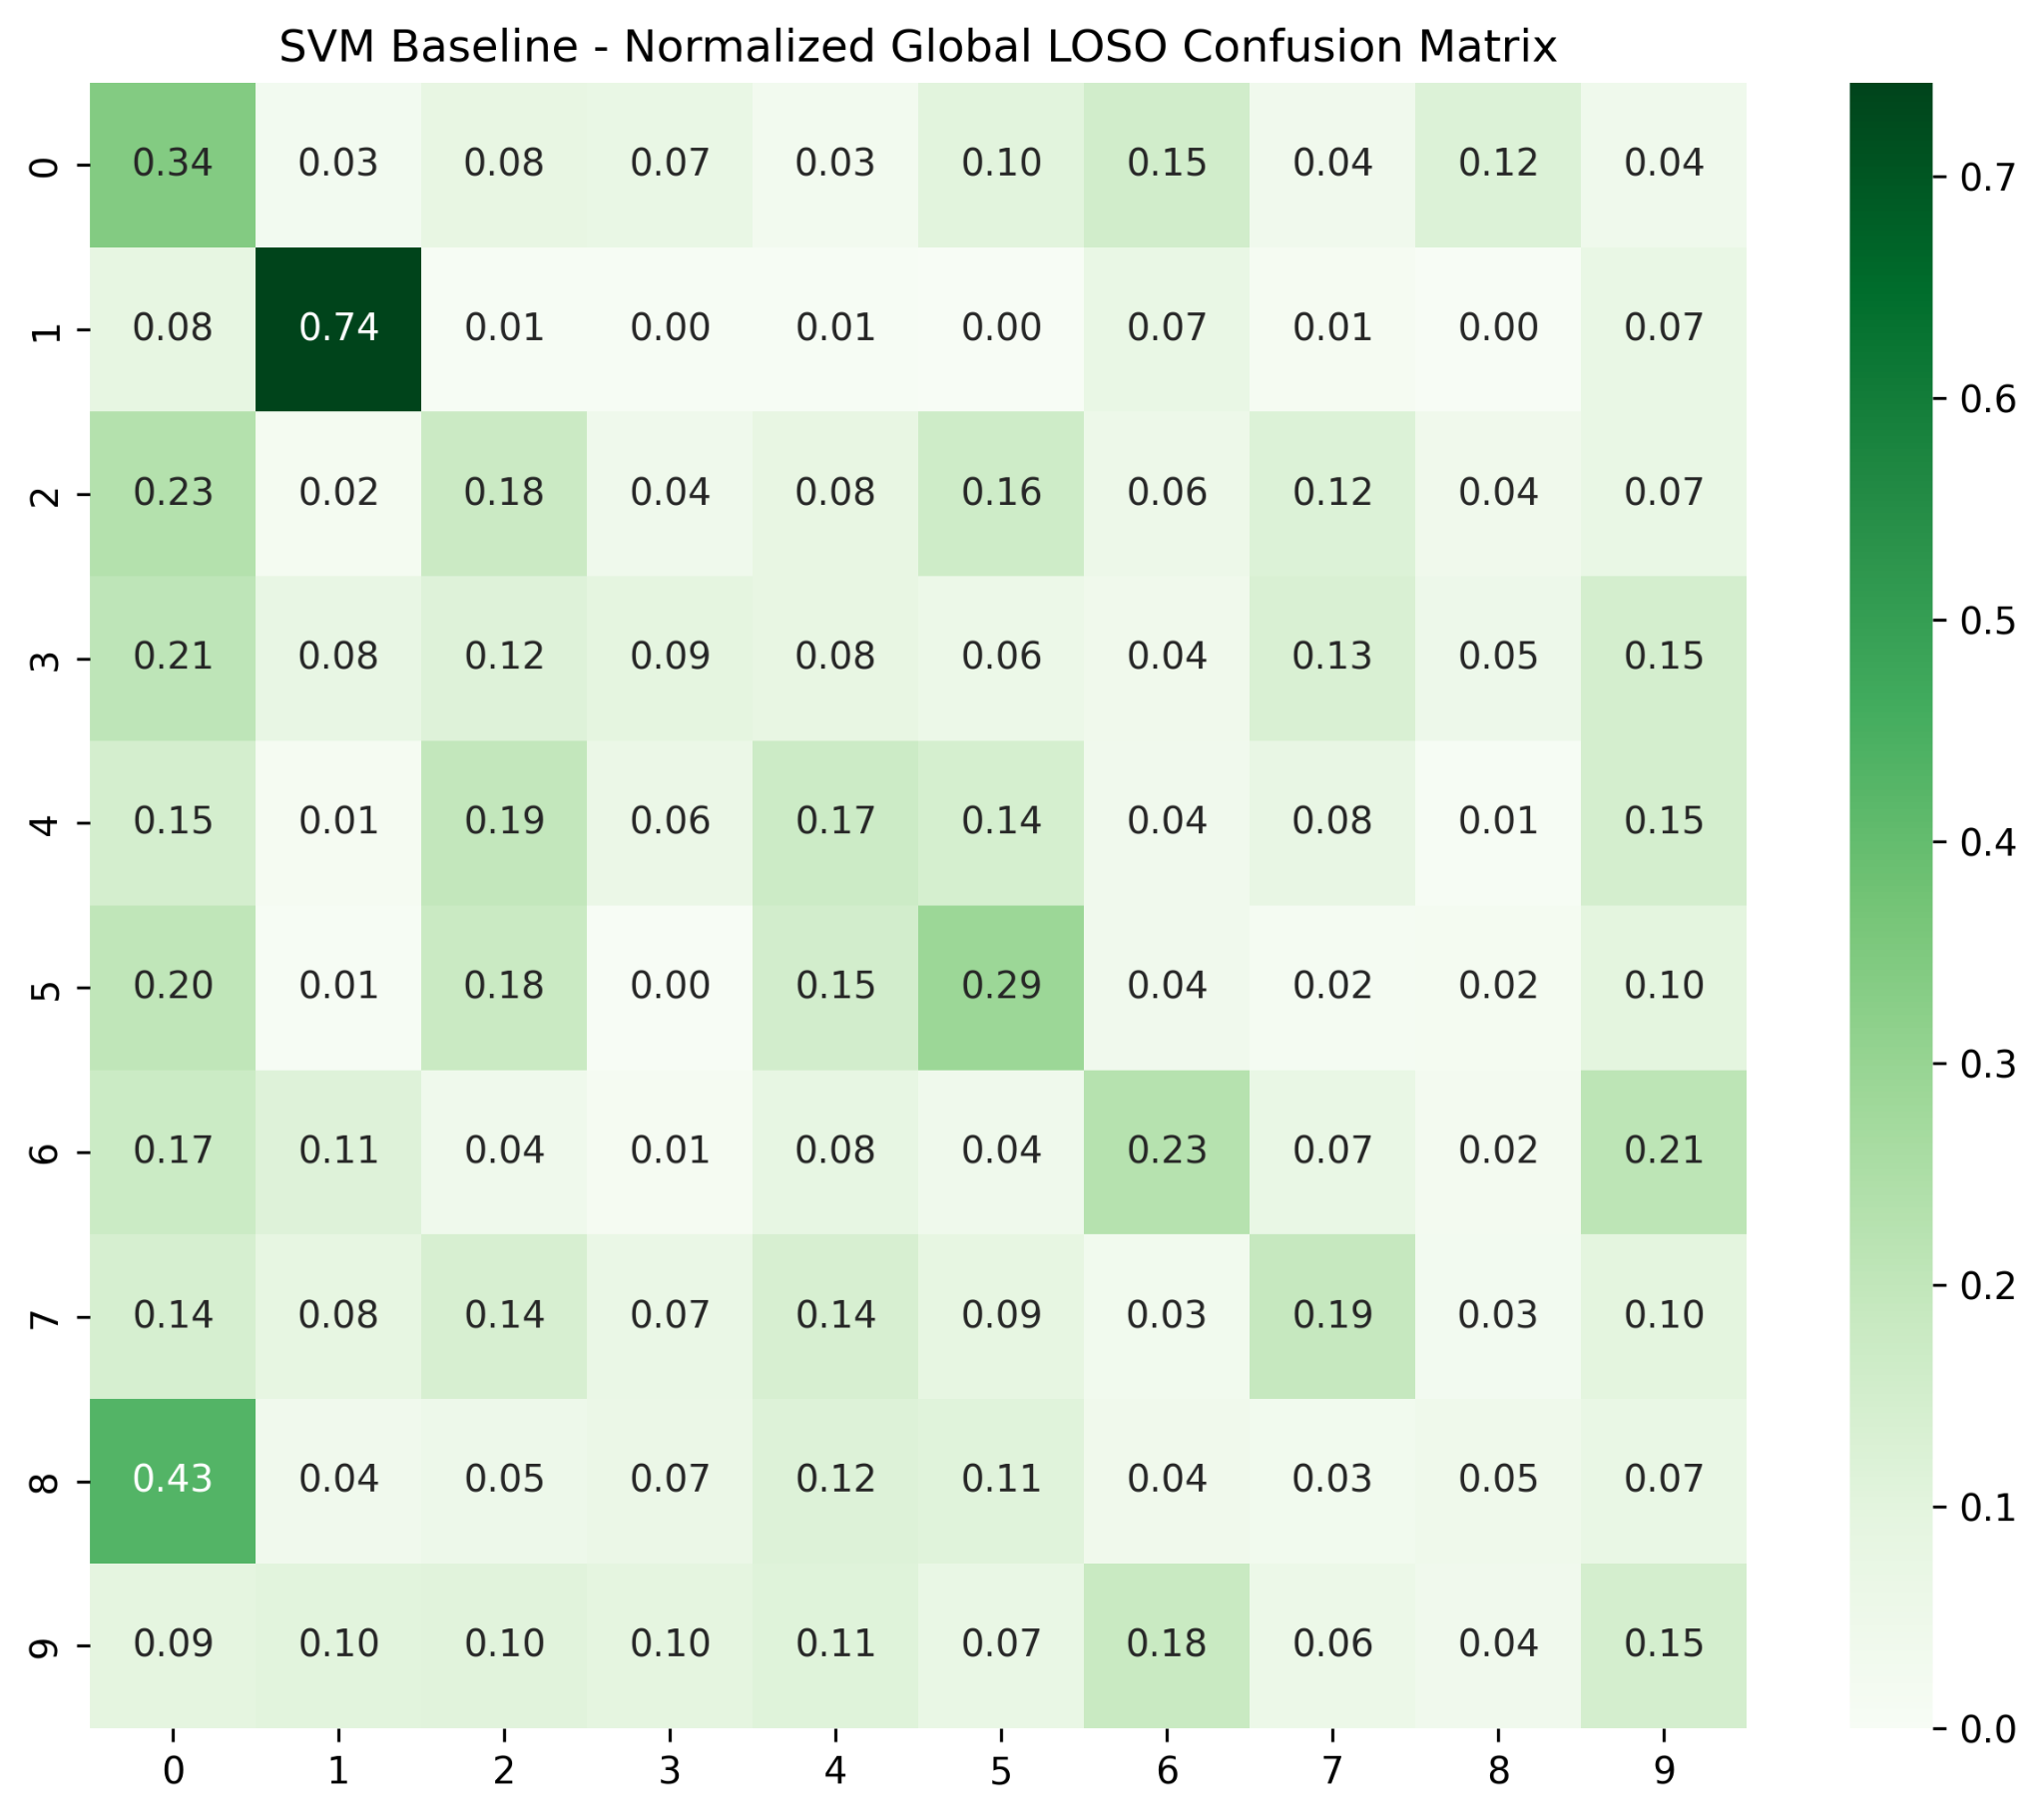 SVM Baseline - Normalized Global LOSO Confusion Matrix
0 0.34 0.03 0.08 0.07 0.03 0.10 0.15 0.04 0.12 0.04
1 0.08 0.74 0.01 0.00 0.01 0.00 0.07 0.01 0.00 0.07
2 0.23 0.02 0.18 0.04 0.08 0.16 0.06 0.12 0.04 0.07
3 0.21 0.08 0.12 0.09 0.08 0.06 0.04 0.13 0.05 0.15
4 0.15 0.01 0.19 0.06 0.17 0.14 0.04 0.08 0.01 0.15
5 0.20 0.01 0.18 0.00 0.15 0.29 0.04 0.02 0.02 0.10
6 0.17 0.11 0.04 0.01 0.08 0.04 0.23 0.07 0.02 0.21
7 0.14 0.08 0.14 0.07 0.14 0.09 0.03 0.19 0.03 0.10
8 0.43 0.04 0.05 0.07 0.12 0.11 0.04 0.03 0.05 0.07
9 0.09 0.10 0.10 0.10 0.11 0.07 0.18 0.06 0.04 0.15
0 1 2 3 4 5 6 7 8 9
0.7
0.6
0.5
0.4
0.3
0.2
0.1
0.0